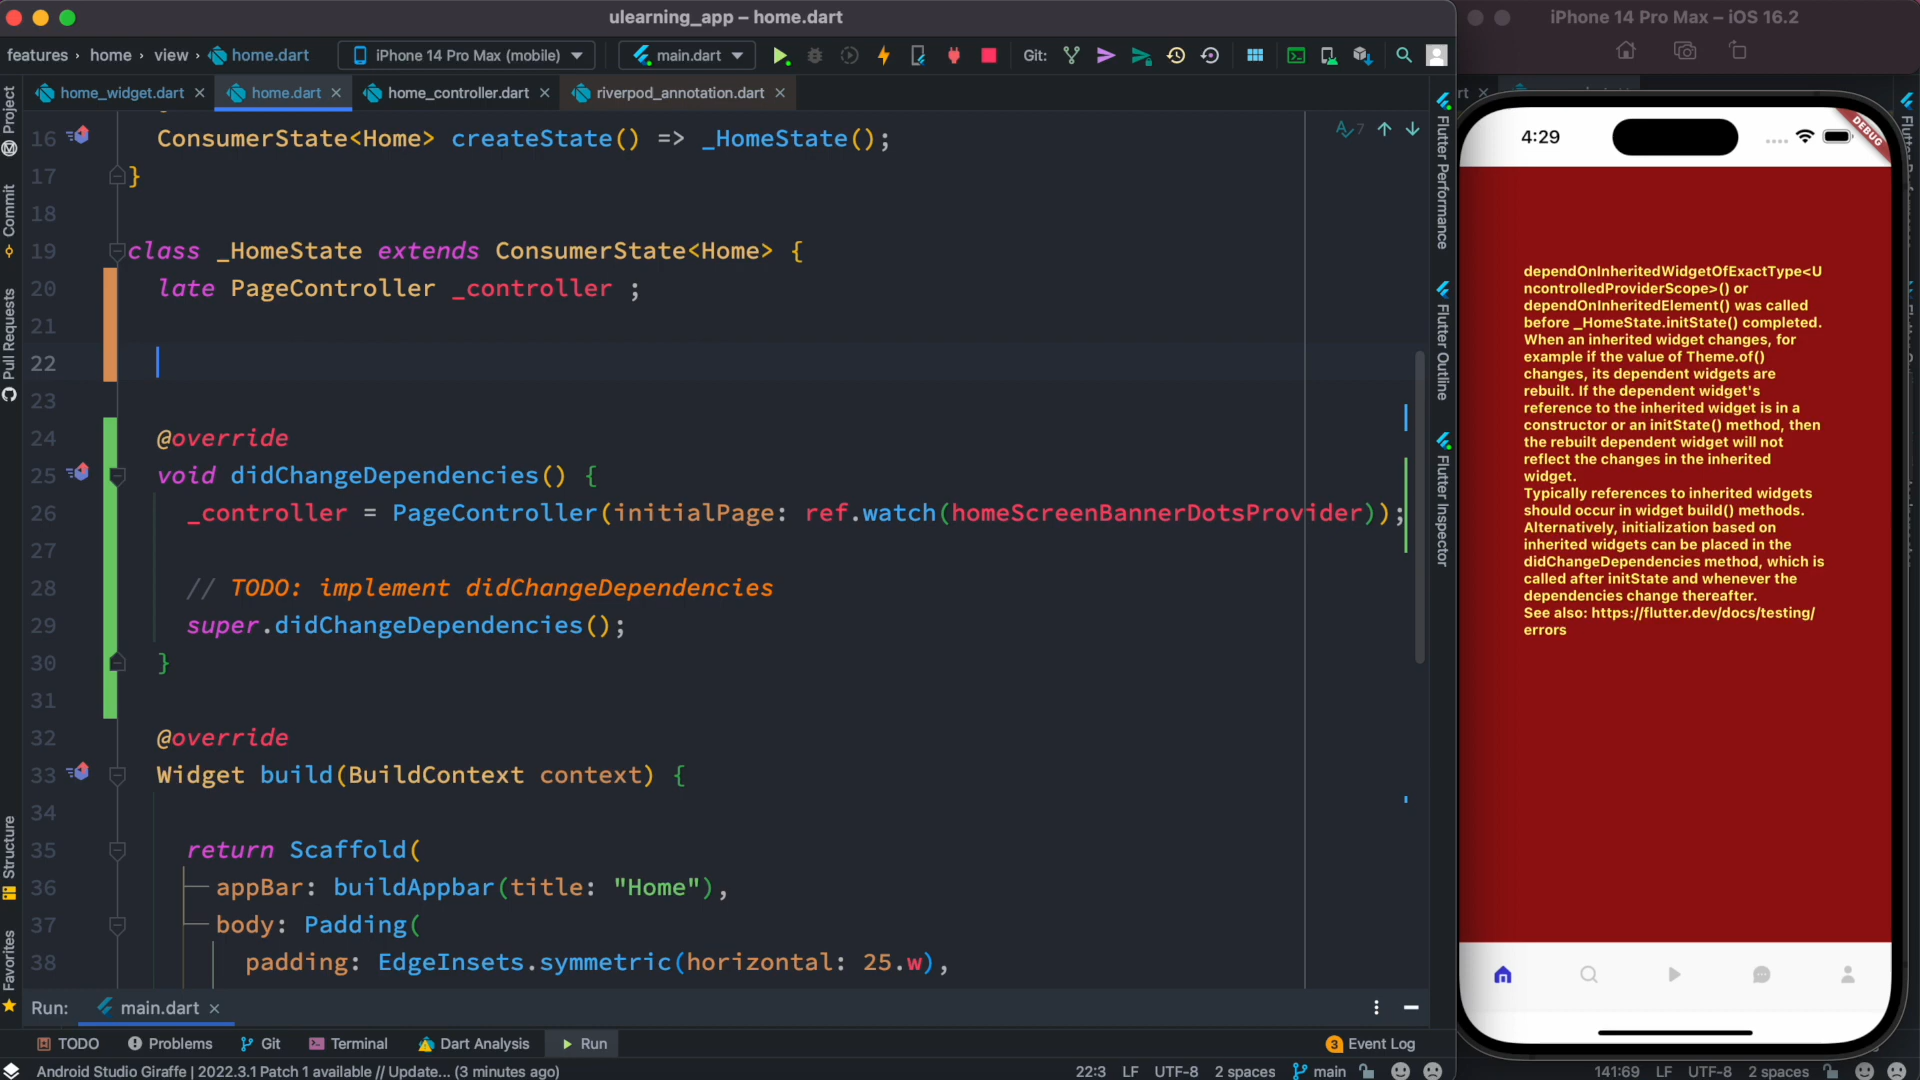 ulearning_app – home.dart
features › home › view › home.dart
iPhone 14 Pro Max (mobile)
main.dart
Git:
home_widget.dart
home.dart
home_controller.dart
riverpod_annotation.dart
Project
Commit
Pull Requests
Structure
Favorites
16 ConsumerState<Home> createState() => _HomeState();
17 }
18
19 class _HomeState extends ConsumerState<Home> {
20 late PageController _controller ;
21
22
23
24 @override
25 void didChangeDependencies() {
26 _controller = PageController(initialPage: ref.watch(homeScreenBannerDotsProvider));
27
28 // TODO: implement didChangeDependencies
29 super.didChangeDependencies();
30 }
31
32 @override
33 Widget build(BuildContext context) {
34
35 return Scaffold(
36 appBar: buildAppbar(title: "Home"),
37 body: Padding(
38 padding: EdgeInsets.symmetric(horizontal: 25.w),
7
Flutter Performance
Flutter Outline
Flutter Inspector
Run: main.dart
TODO
Problems
Git
Terminal
Dart Analysis
Run
3 Event Log
Android Studio Giraffe | 2022.3.1 Patch 1 available // Update... (3 minutes ago)
22:3 LF UTF-8 2 spaces main
iPhone 14 Pro Max – iOS 16.2
4:29
DEBUG
dependOnInheritedWidgetOfExactType<U
ncontrolledProviderScope>() or
dependOnInheritedElement() was called
before _HomeState.initState() completed.
When an inherited widget changes, for
example if the value of Theme.of()
changes, its dependent widgets are
rebuilt. If the dependent widget's
reference to the inherited widget is in a
constructor or an initState() method, then
the rebuilt dependent widget will not
reflect the changes in the inherited
widget.
Typically references to inherited widgets
should occur in widget build() methods.
Alternatively, initialization based on
inherited widgets can be placed in the
didChangeDependencies method, which is
called after initState and whenever the
dependencies change thereafter.
See also: https://flutter.dev/docs/testing/
errors
141:69 LF UTF-8 2 spaces main